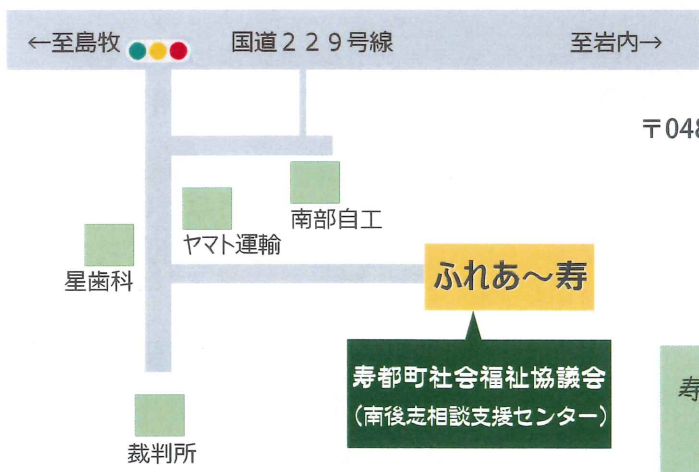 ←至島牧
国道２２９号線
至岩内→
〒048
南部自工
ヤマト運輸
星歯科
ふれあ～寿
寿都町社会福祉協議会
（南後志相談支援センター）
寿
裁判所